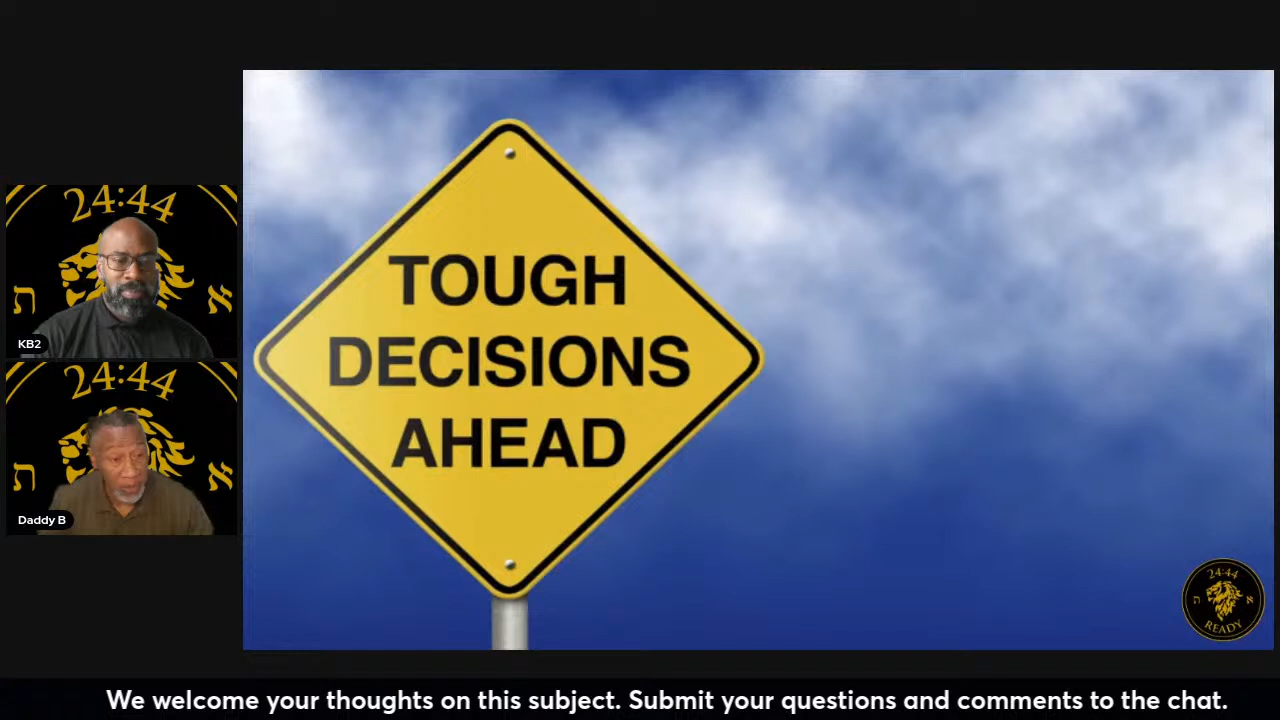 24:44
ת
א
KB2
24:44
ת
א
Daddy B
TOUGH
DECISIONS
AHEAD
24:44
ת
א
READY
We welcome your thoughts on this subject. Submit your questions and comments to the chat.